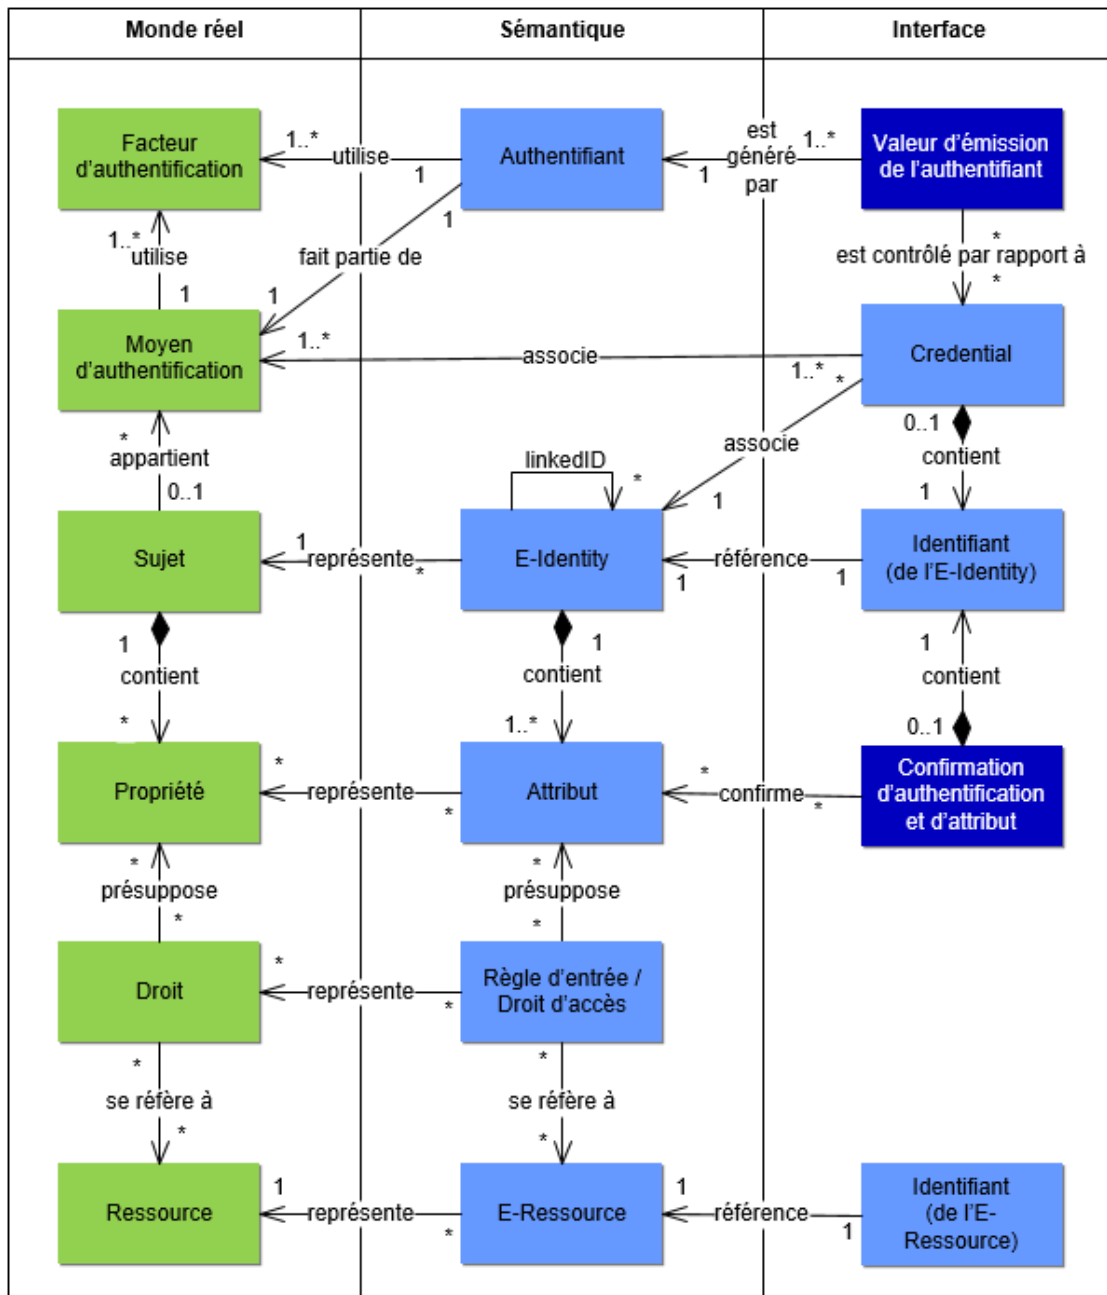 Monde réel
Sémantique
Interface
Facteur
d'authentification
1..*
utilise
1
Authentifiant
1
est
généré
par
1..*
1
Valeur d'émission
de l'authentifiant
1..*
utilise
1
fait partie de
1
*
est contrôlé par rapport à
*
Moyen
d'authentification
1..*
associe
1..*
*
Credential
*
appartient
0..1
linkedID
*
associe
1
0..1
contient
1
Sujet
1
représente
*
E-Identity
1
référence
1
Identifiant
(de l'E-Identity)
1
contient
*
1
contient
1..*
1
contient
0..1
Propriété
*
représente
*
Attribut
*
confirme
*
Confirmation
d'authentification
et d'attribut
*
présuppose
*
*
présuppose
*
Droit
*
représente
*
Règle d'entrée /
Droit d'accès
*
se réfère à
*
*
se réfère à
*
Ressource
1
représente
*
E-Ressource
1
référence
1
Identifiant
(de l'E-
Ressource)